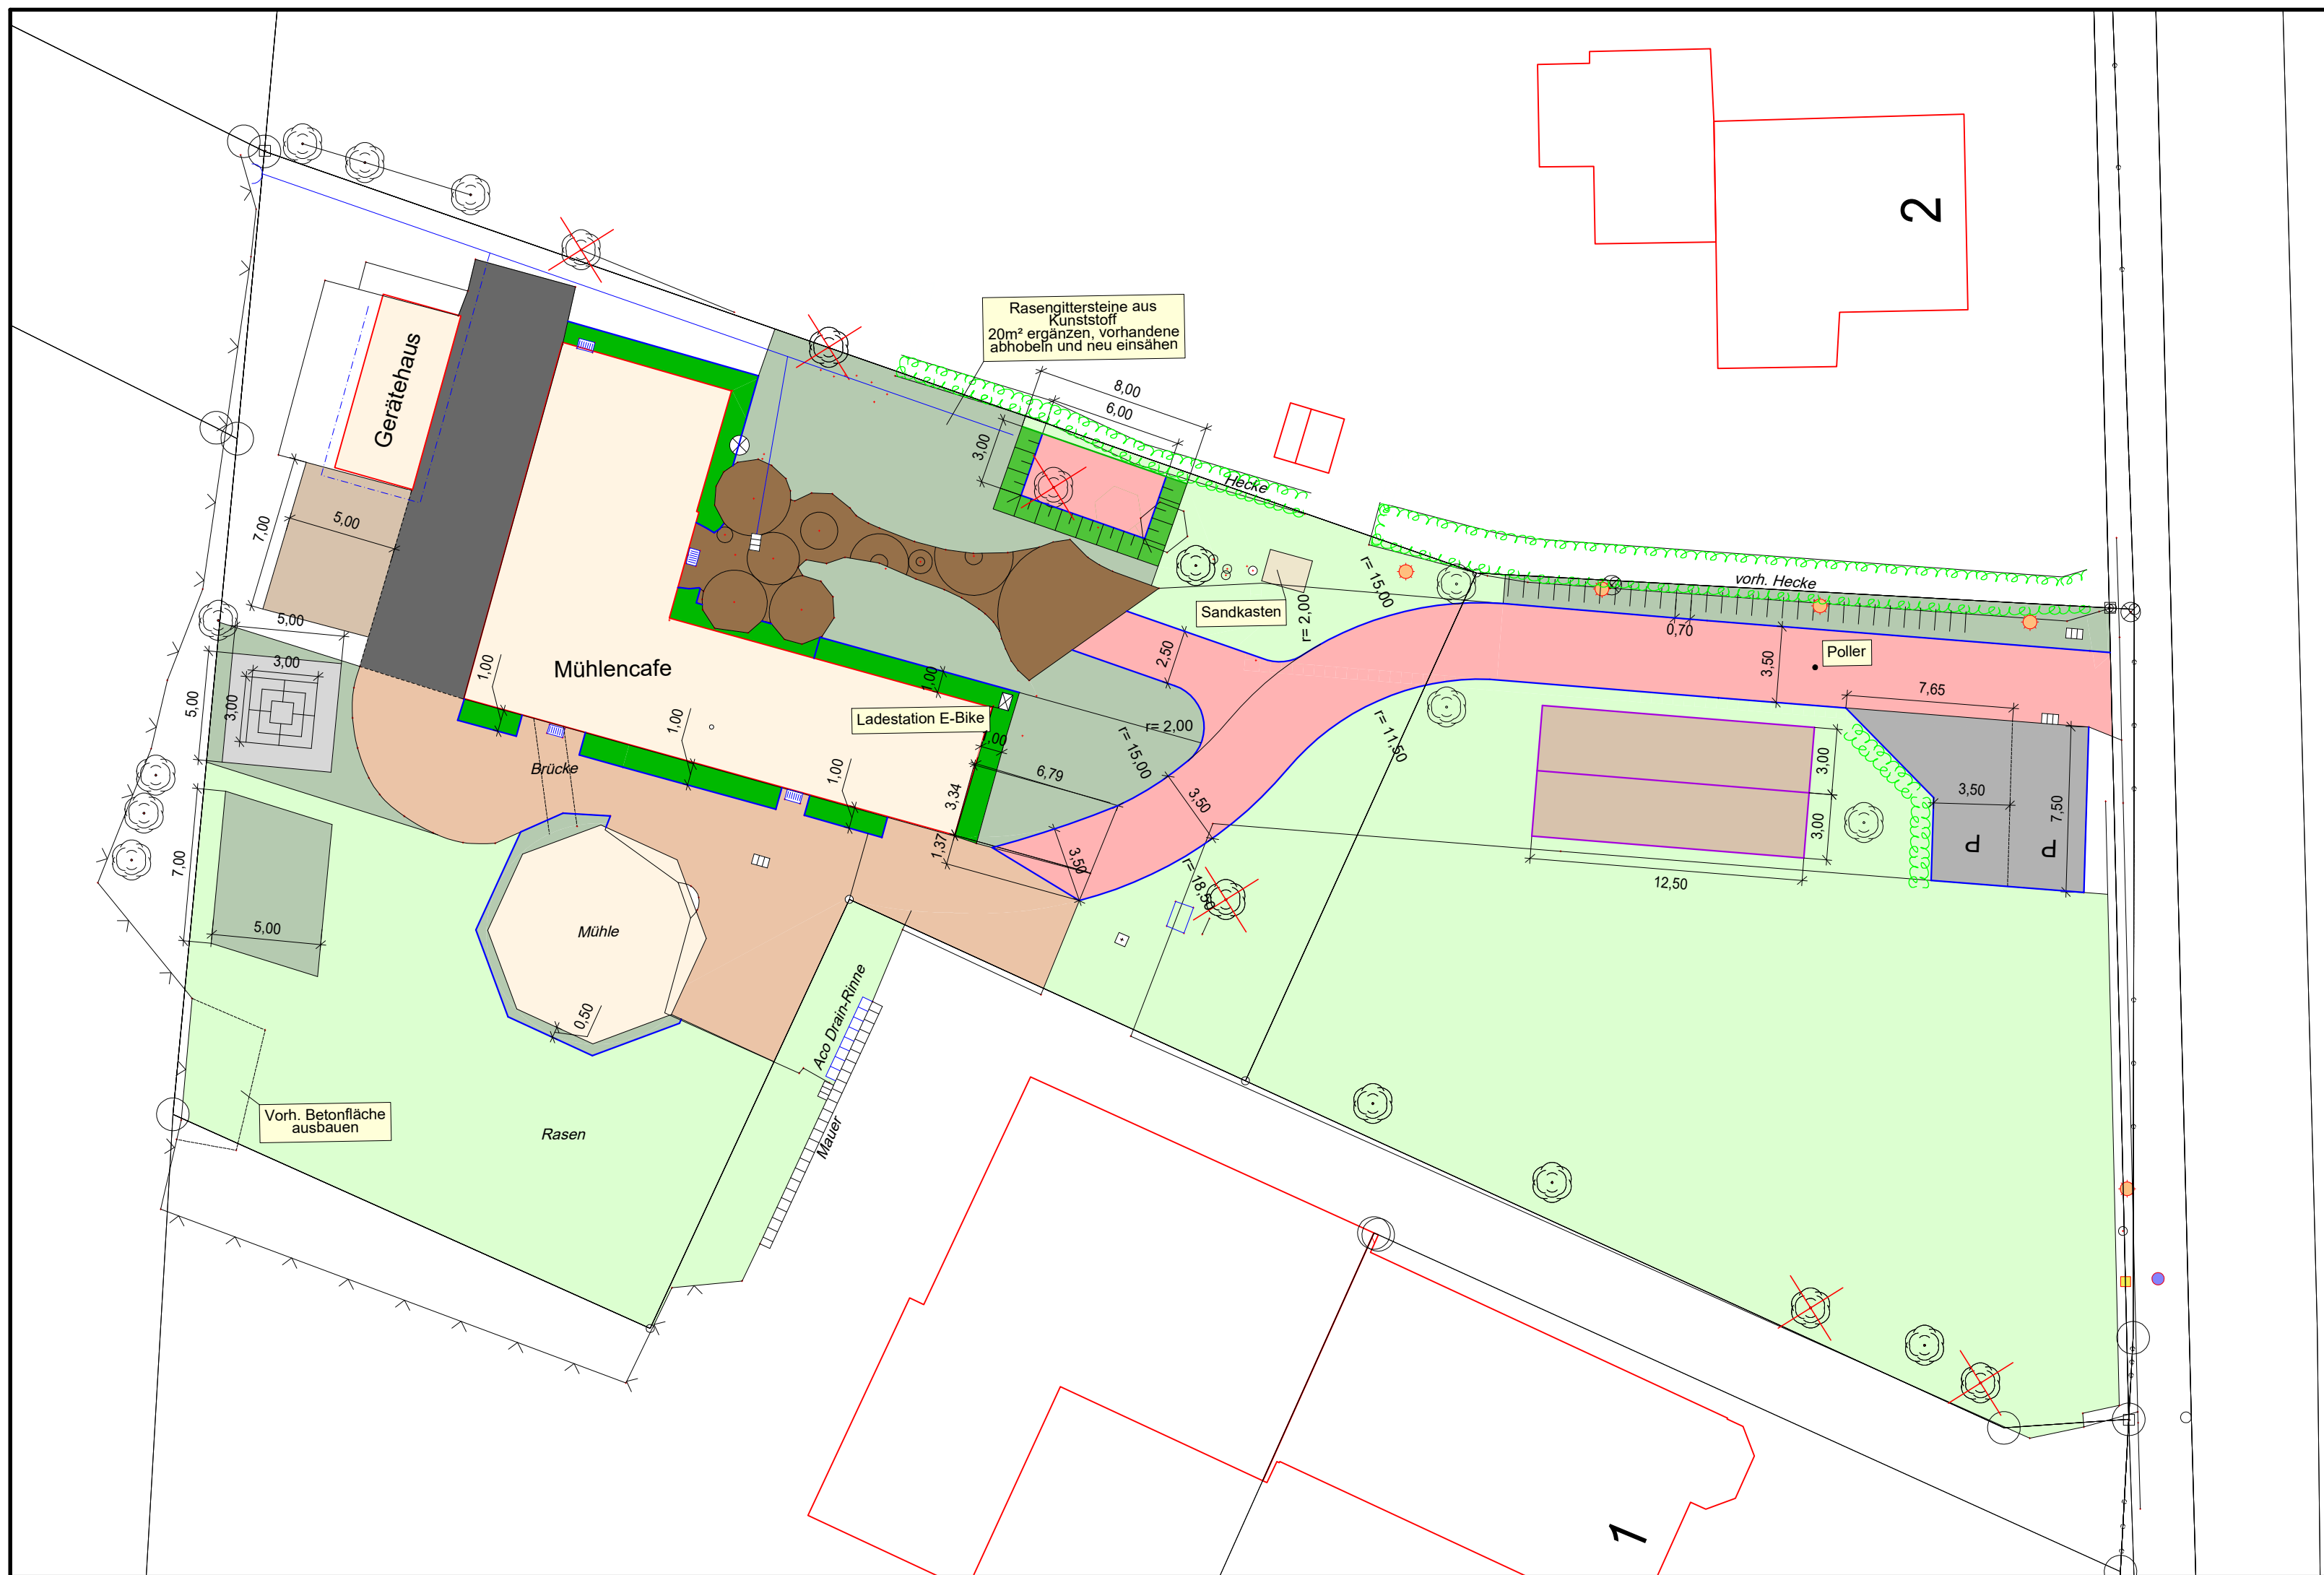 2
Rasengittersteine aus
Kunststoff
20m² ergänzen, vorhandene
abhobeln und neu einsähen
8,00
6,00
3,00
Gerätehaus
Hecke
7,00
5,00
vorh. Hecke
r= 15,00
r= 2,00
Sandkasten
0,70
3,50
Poller
5,00
3,00
3,00
5,00
1,00
Mühlencafe
1,00
2,50
7,65
Ladestation E-Bike
1,00
r= 2,00
r= 15,00
r= 11,50
1,00
Brücke
1,00
6,79
3,34
3,50
3,00
3,50
7,50
3,00
P
P
7,00
1,37
3,50
r= 18,50
12,50
5,00
Mühle
0,50
Aco Drain-Rinne
Mauer
Vorh. Betonfläche
ausbauen
Rasen
1